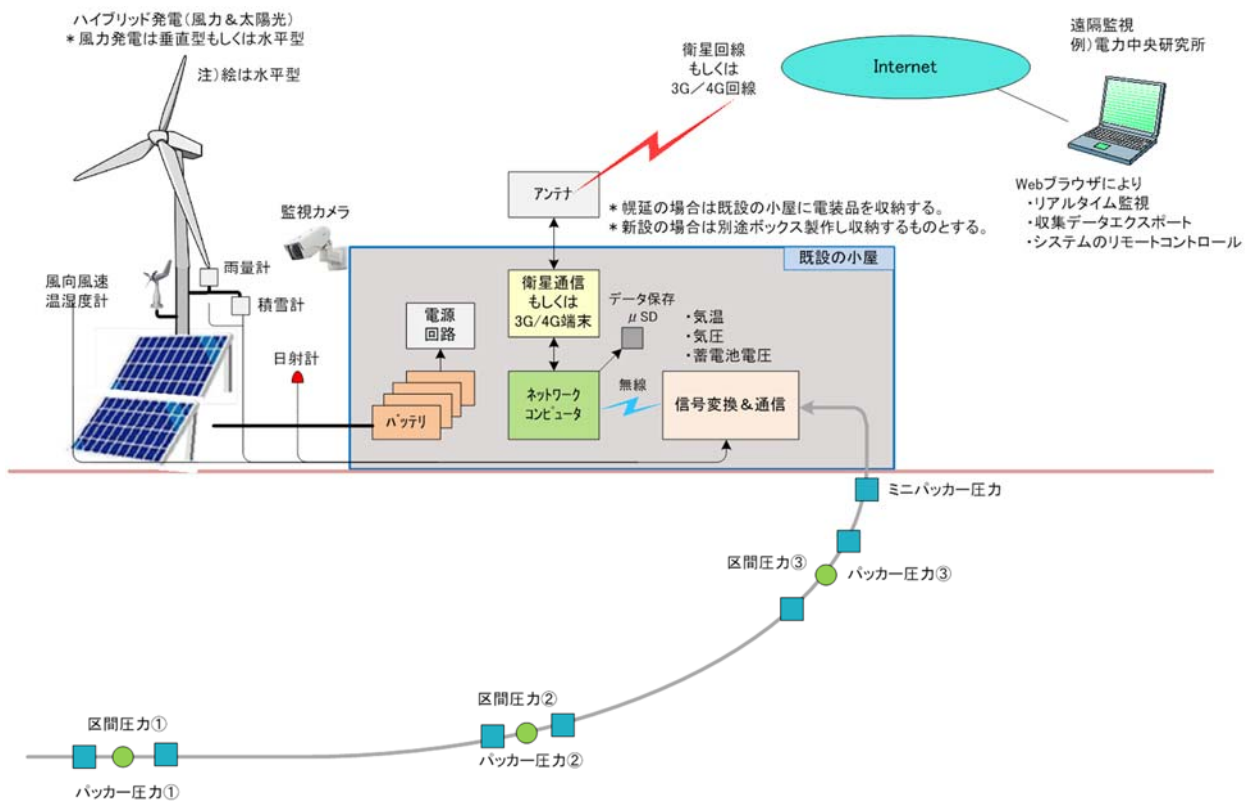 ハイブリッド発電(風力&太陽光)
*風力発電は垂直型もしくは水平型
注)絵は水平型
衛星回線
もしくは
3G/4G回線
Internet
遠隔監視
例)電力中央研究所
Webブラウザにより
・リアルタイム監視
・収集データエクスポート
・システムのリモートコントロール
アンテナ
*幌延の場合は既設の小屋に電装品を収納する。
*新設の場合は別途ボックス製作し収納するものとする。
監視カメラ
既設の小屋
雨量計
風向風速
温湿度計
積雪計
日射計
電源
回路
衛星通信
もしくは
3G/4G端末
データ保存
μSD
・気温
・気圧
・蓄電池電圧
バッテリ
ネットワーク
コンピュータ
無線
信号変換&通信
ミニパッカー圧力
区間圧力③
パッカー圧力③
区間圧力②
パッカー圧力②
区間圧力①
パッカー圧力①